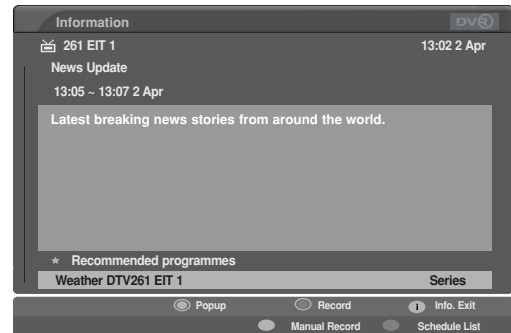 Information
DVR
261 EIT 1 13:02 2 Apr
News Update
13:05 ~ 13:07 2 Apr
Latest breaking news stories from around the world.
★ Recommended programmes
Weather DTV261 EIT 1 Series
Popup Record i Info. Exit
Manual Record Schedule List